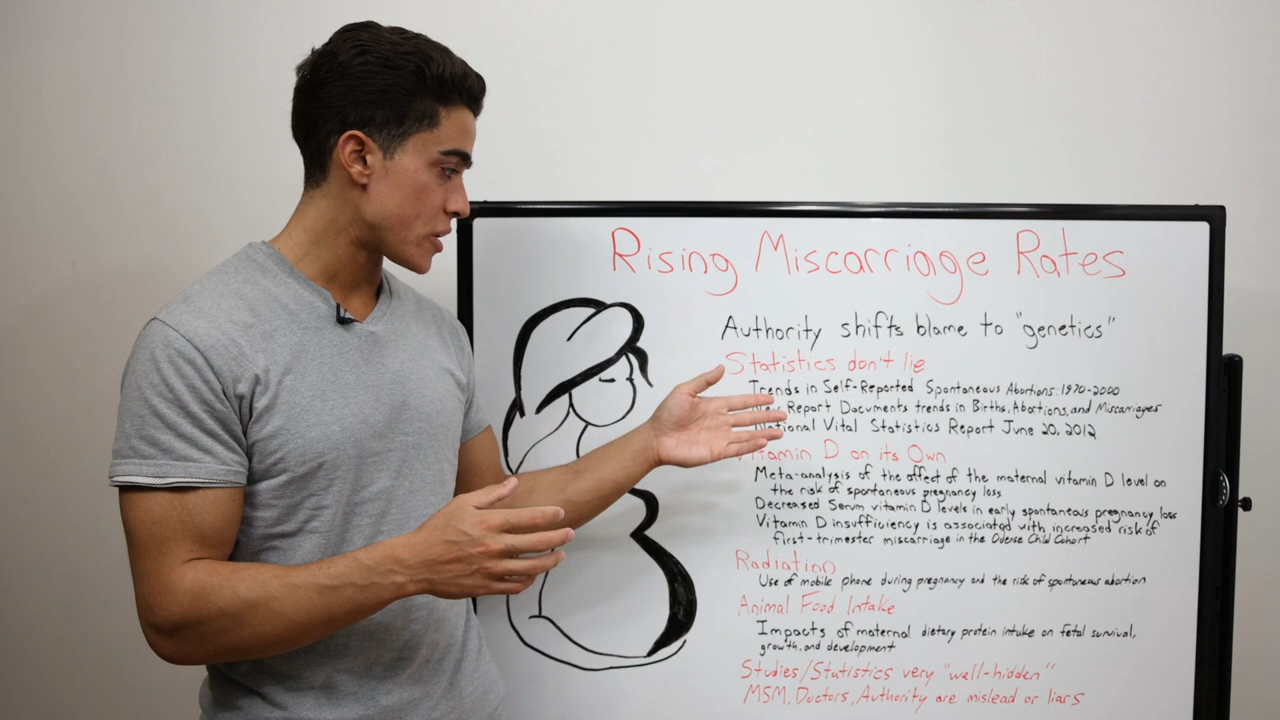 Rising Miscarriage Rates
Authority shifts blame to "genetics"
Statistics don't lie
Trends in Self-Reported Spontaneous Abortions: 1970-2000
Report Documents trends in Births, Abortions, and Miscarriages
National Vital Statistics Report June 20, 2012
Vitamin D on its Own
Meta-analysis of the affect of the maternal vitamin D level on
the risk of spontaneous pregnancy loss
Decreased Serum vitamin D levels in early spontaneous pregnancy loss
Vitamin D insufficiency is associated with increased risk of
first-trimester miscarriage in the Odense Child Cohort
Radiation
Use of mobile phone during pregnancy and the risk of spontaneous abortion
Animal Food Intake
Impacts of maternal dietary protein intake on fetal survival,
growth, and development
Studies/Statistics very "well-hidden"
MSM, Doctors, Authority are mislead or liars